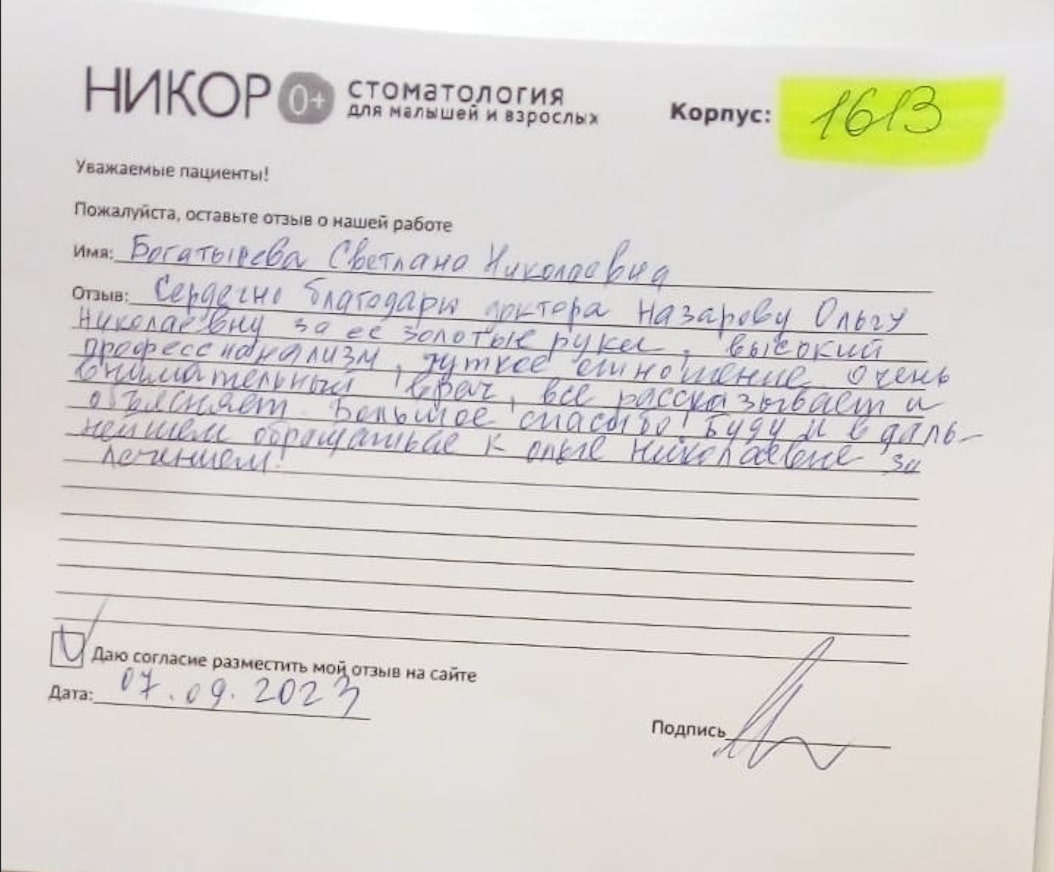 НИКОР 0+ стоматология
для малышей и взрослых
Корпус: 1613
Уважаемые пациенты!
Пожалуйста, оставьте отзыв о нашей работе
Имя: Богатырева Светлана Николаевна
Отзыв: Сердечно благодарю доктора Назарову Ольгу
Николаевну за ее золотые руки, высокий
профессионализм, чуткое отношение. Очень
внимательный врач, все рассказывает и
объясняет. Большое спасибо! Буду и в даль-
нейшем обращаться к Ольге Николаевне за
лечением.
Даю согласие разместить мой отзыв на сайте
Дата: 07.09.2023
Подпись